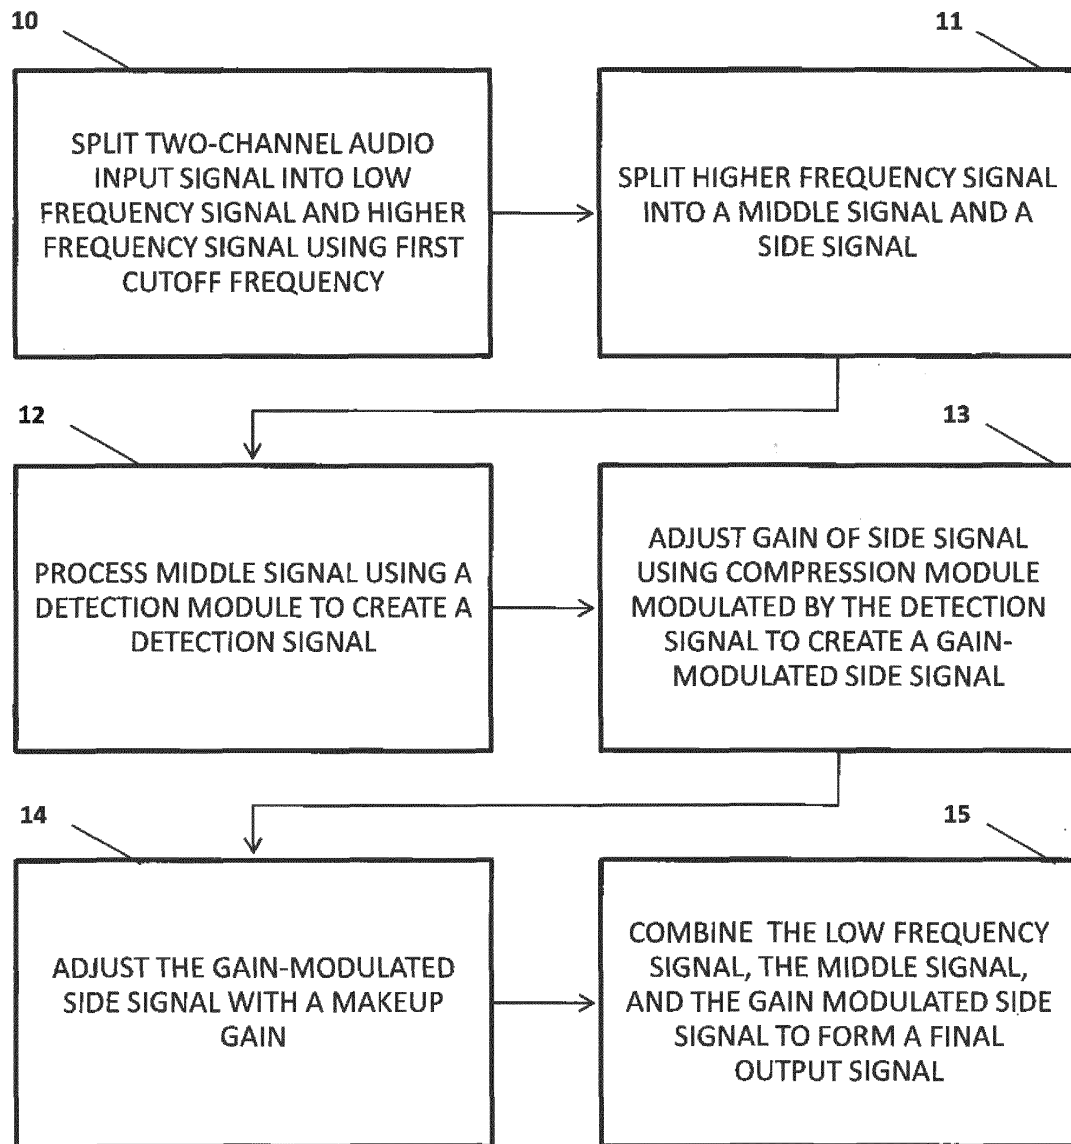 10
SPLIT TWO-CHANNEL AUDIO
INPUT SIGNAL INTO LOW
FREQUENCY SIGNAL AND HIGHER
FREQUENCY SIGNAL USING FIRST
CUTOFF FREQUENCY
11
SPLIT HIGHER FREQUENCY SIGNAL
INTO A MIDDLE SIGNAL AND A
SIDE SIGNAL
12
PROCESS MIDDLE SIGNAL USING A
DETECTION MODULE TO CREATE A
DETECTION SIGNAL
13
ADJUST GAIN OF SIDE SIGNAL
USING COMPRESSION MODULE
MODULATED BY THE DETECTION
SIGNAL TO CREATE A GAIN-
MODULATED SIDE SIGNAL
14
ADJUST THE GAIN-MODULATED
SIDE SIGNAL WITH A MAKEUP
GAIN
15
COMBINE THE LOW FREQUENCY
SIGNAL, THE MIDDLE SIGNAL,
AND THE GAIN MODULATED SIDE
SIGNAL TO FORM A FINAL
OUTPUT SIGNAL